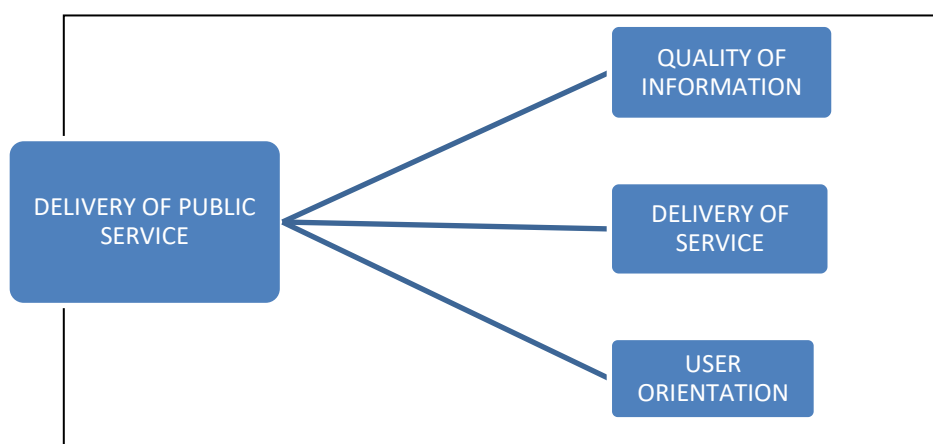 QUALITY OF
INFORMATION
DELIVERY OF PUBLIC
SERVICE
DELIVERY OF
SERVICE
USER
ORIENTATION